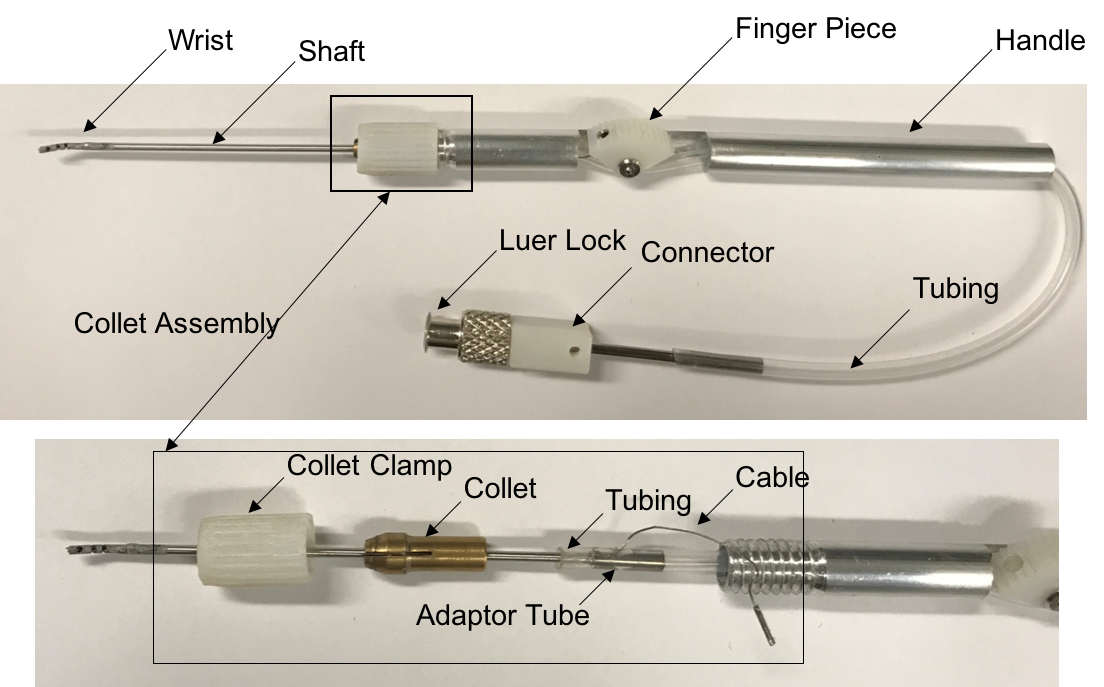 Wrist
Shaft
Finger Piece
Handle
Luer Lock
Connector
Tubing
Collet Assembly
Collet Clamp
Collet
Tubing
Cable
Adaptor Tube